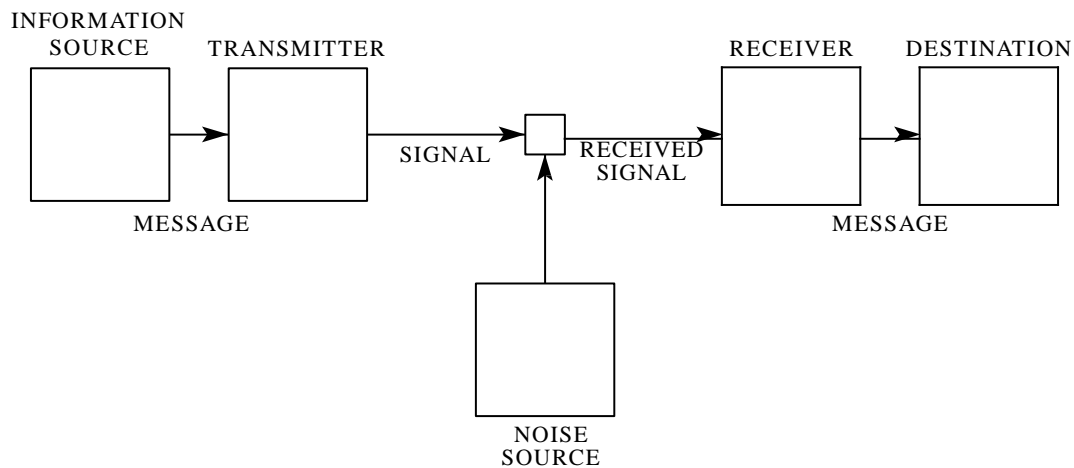 INFORMATION
SOURCE
TRANSMITTER
RECEIVER
DESTINATION
SIGNAL
RECEIVED
SIGNAL
MESSAGE
MESSAGE
NOISE
SOURCE